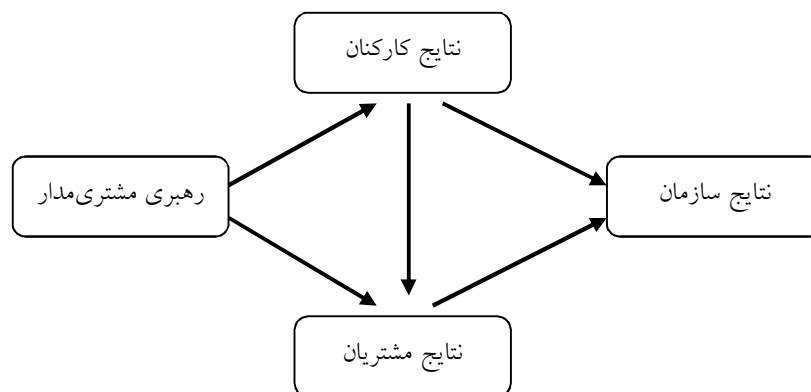 نتایج کارکنان
رهبری مشتری‌مدار
نتایج سازمان
نتایج مشتریان